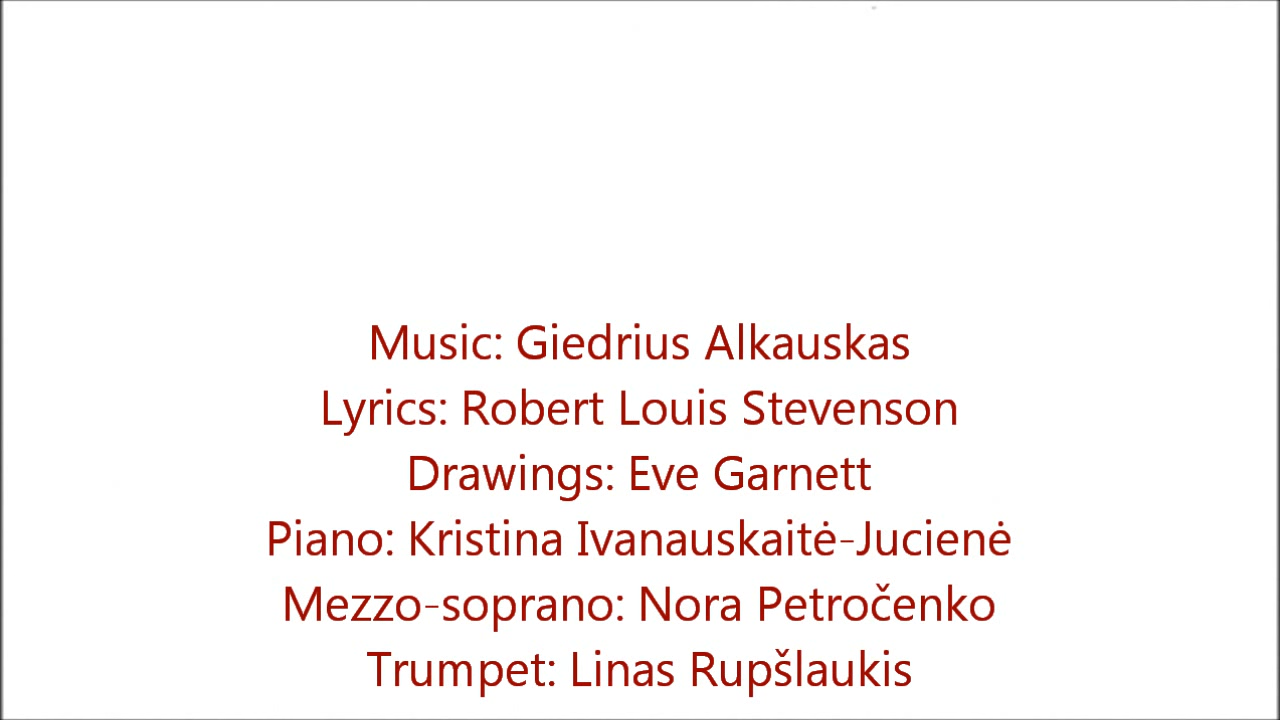 Music: Giedrius Alkauskas
Lyrics: Robert Louis Stevenson
Drawings: Eve Garnett
Piano: Kristina Ivanauskaitė-Jucienė
Mezzo-soprano: Nora Petročenko
Trumpet: Linas Rupšlaukis